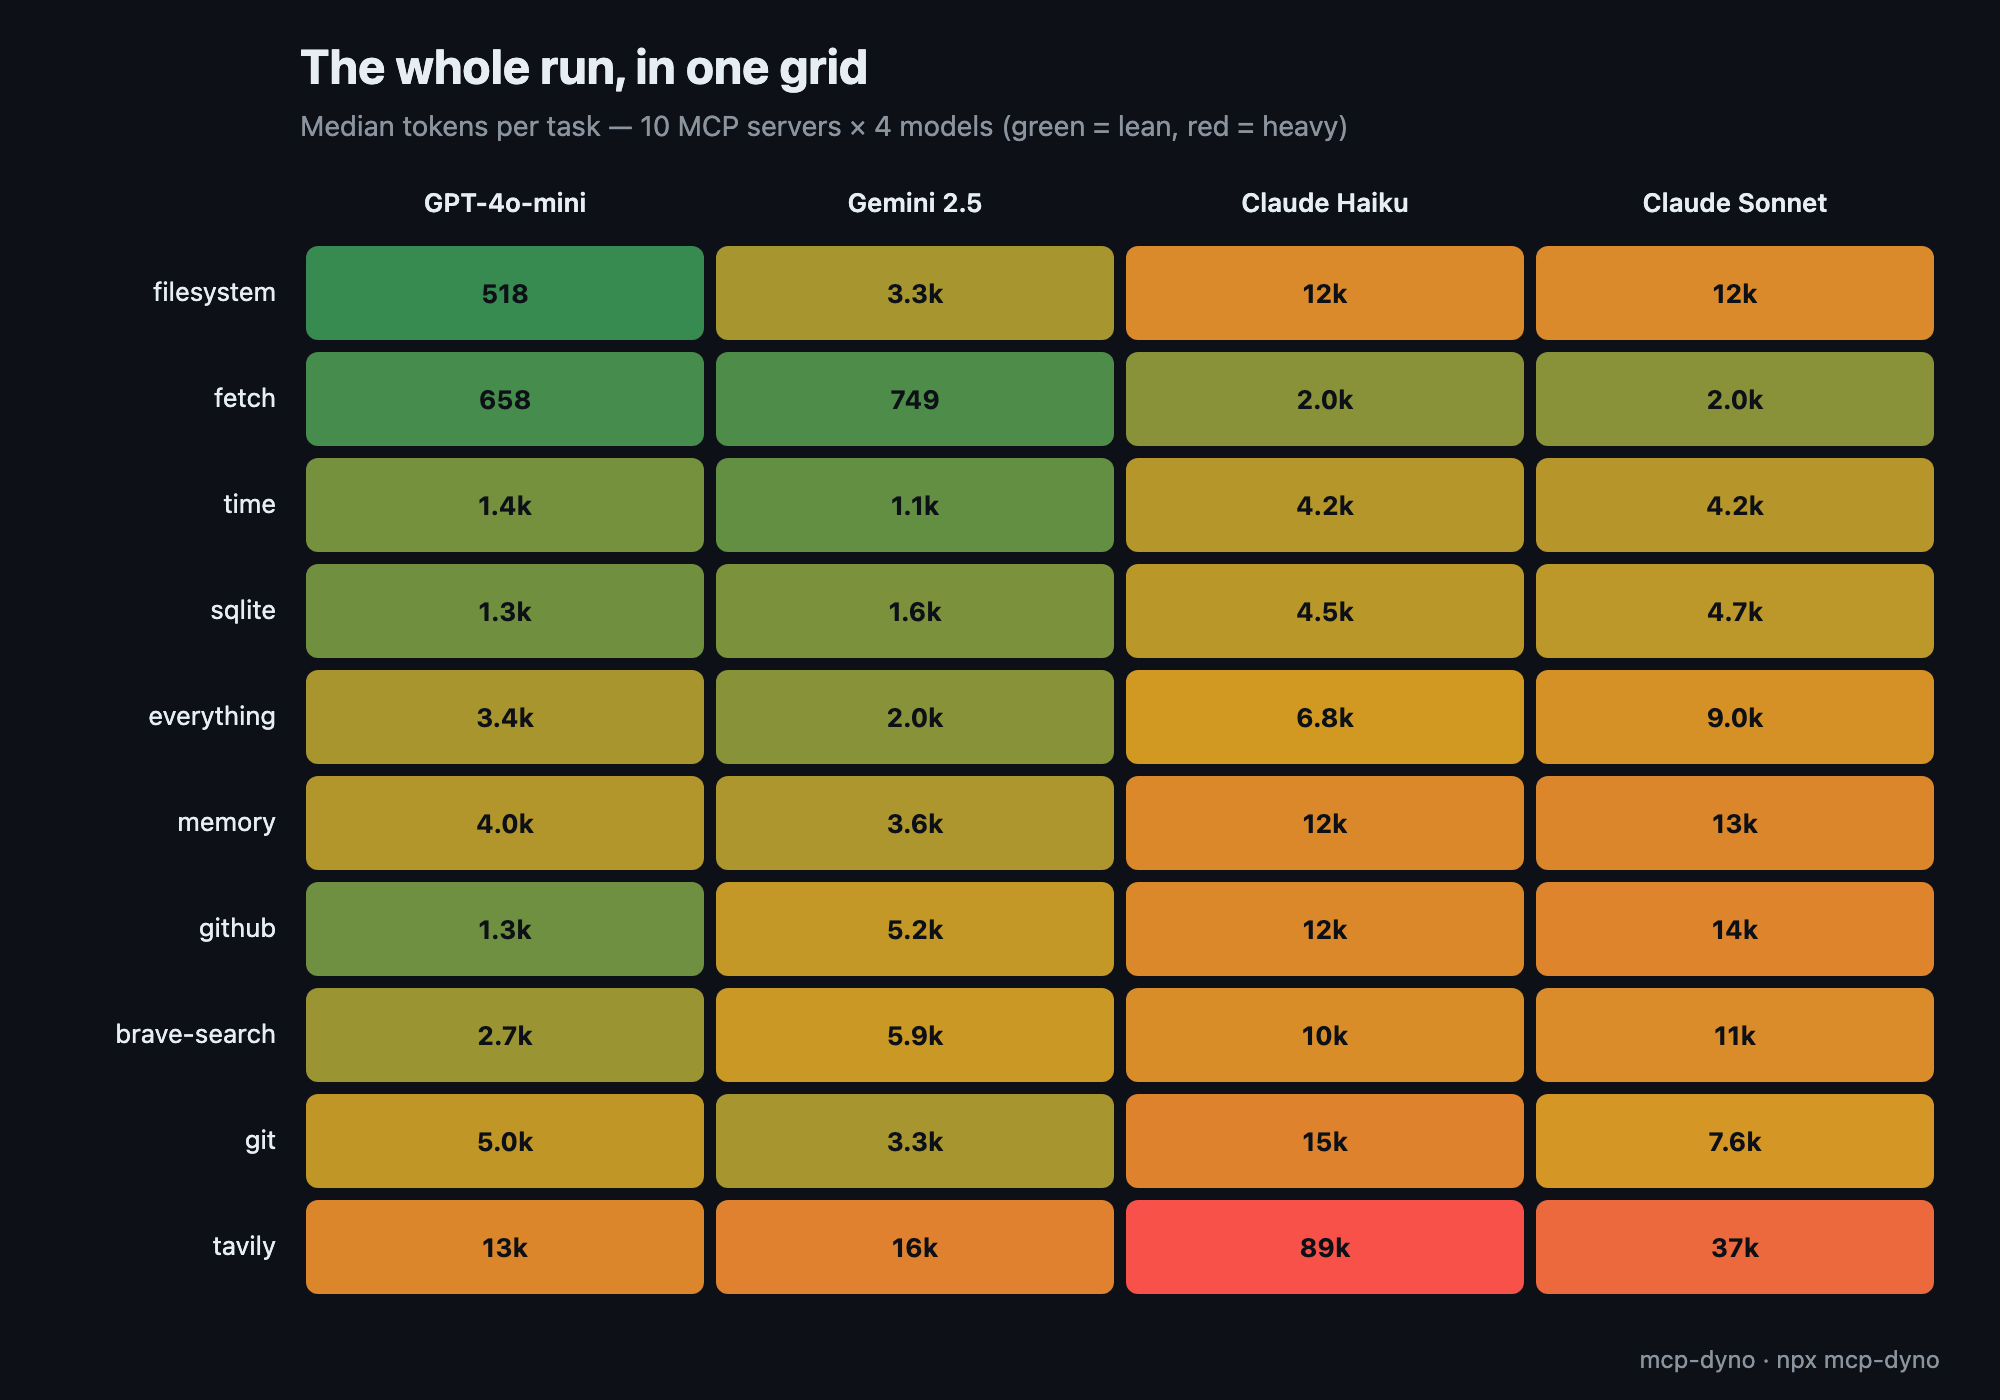 The whole run, in one grid
Median tokens per task — 10 MCP servers × 4 models (green = lean, red = heavy)
GPT-4o-mini Gemini 2.5 Claude Haiku Claude Sonnet
filesystem 518 3.3k 12k 12k
fetch 658 749 2.0k 2.0k
time 1.4k 1.1k 4.2k 4.2k
sqlite 1.3k 1.6k 4.5k 4.7k
everything 3.4k 2.0k 6.8k 9.0k
memory 4.0k 3.6k 12k 13k
github 1.3k 5.2k 12k 14k
brave-search 2.7k 5.9k 10k 11k
git 5.0k 3.3k 15k 7.6k
tavily 13k 16k 89k 37k
mcp-dyno · npx mcp-dyno